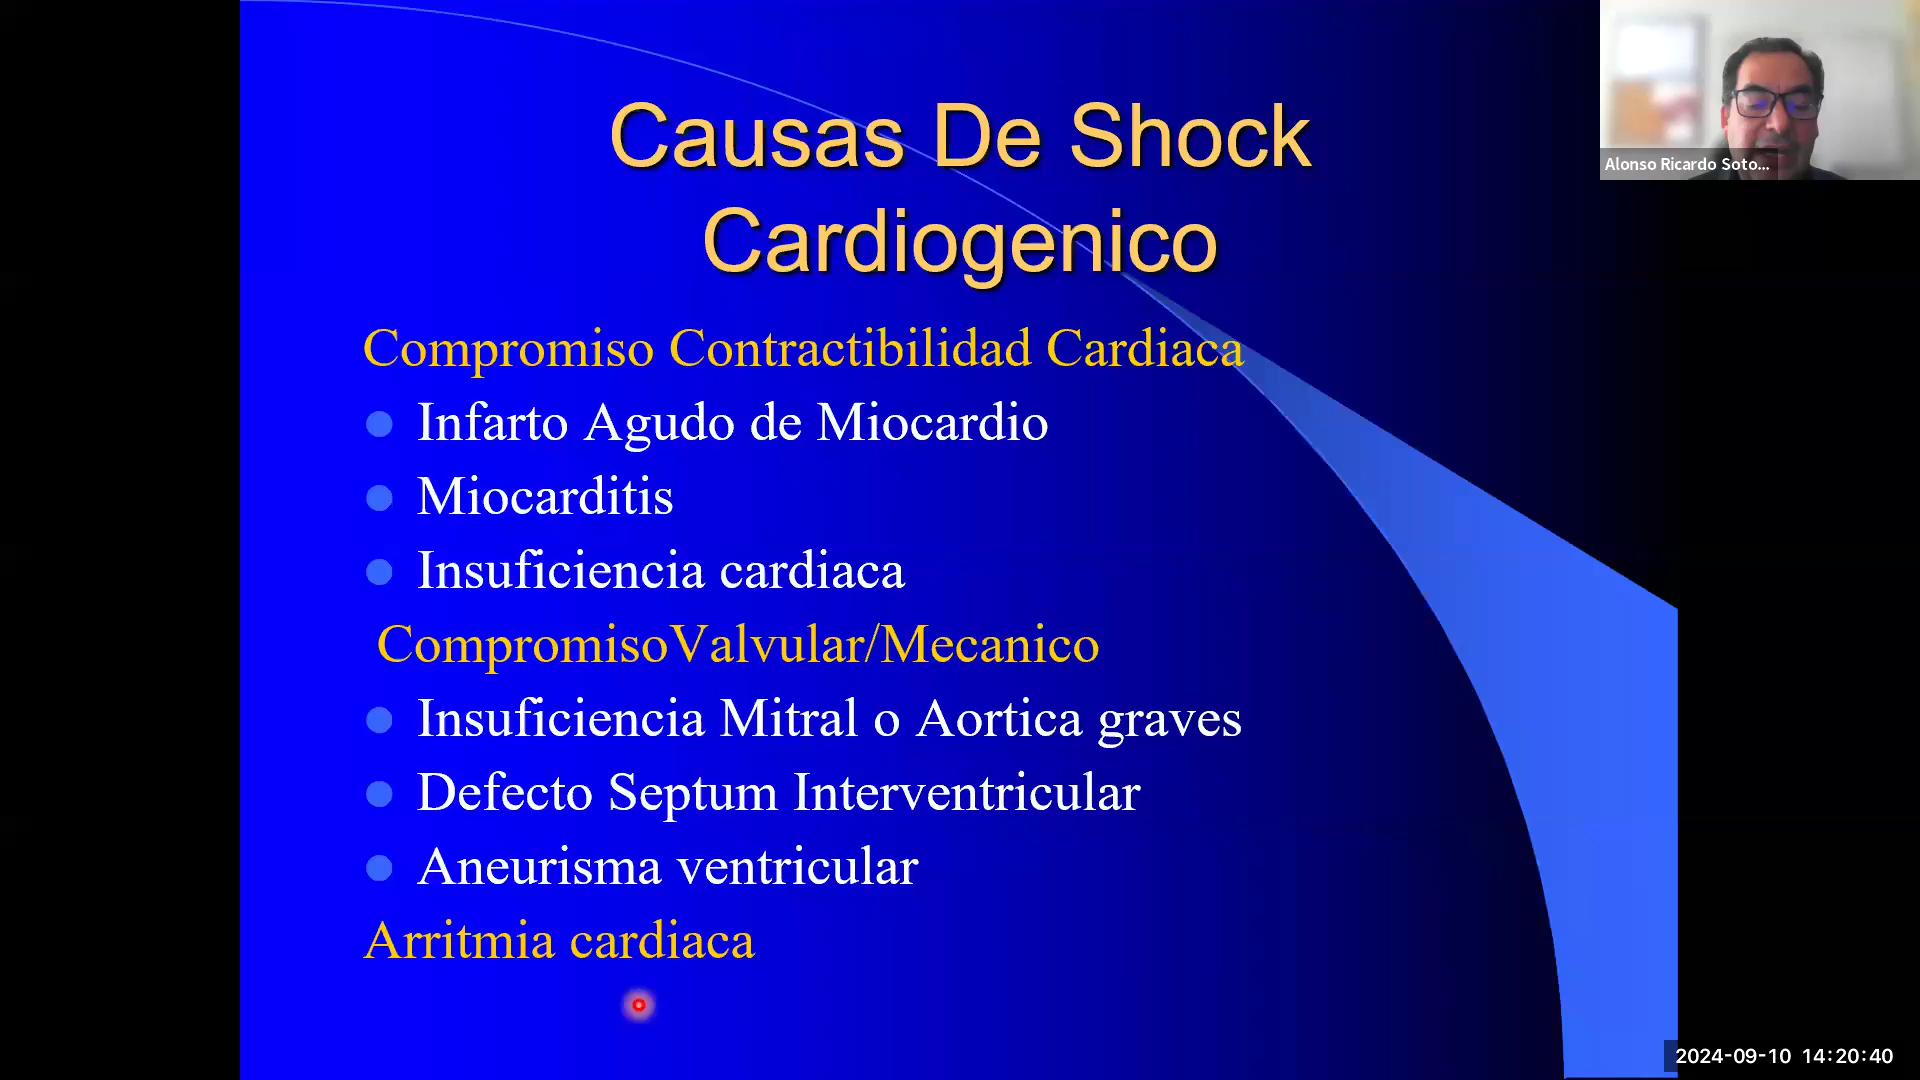 Causas De Shock
Cardiogenico
Compromiso Contractibilidad Cardiaca
Infarto Agudo de Miocardio
Miocarditis
Insuficiencia cardiaca
CompromisoValvular/Mecanico
Insuficiencia Mitral o Aortica graves
Defecto Septum Interventricular
Aneurisma ventricular
Arritmia cardiaca
Alonso Ricardo Soto...
2024-09-10 14:20:40